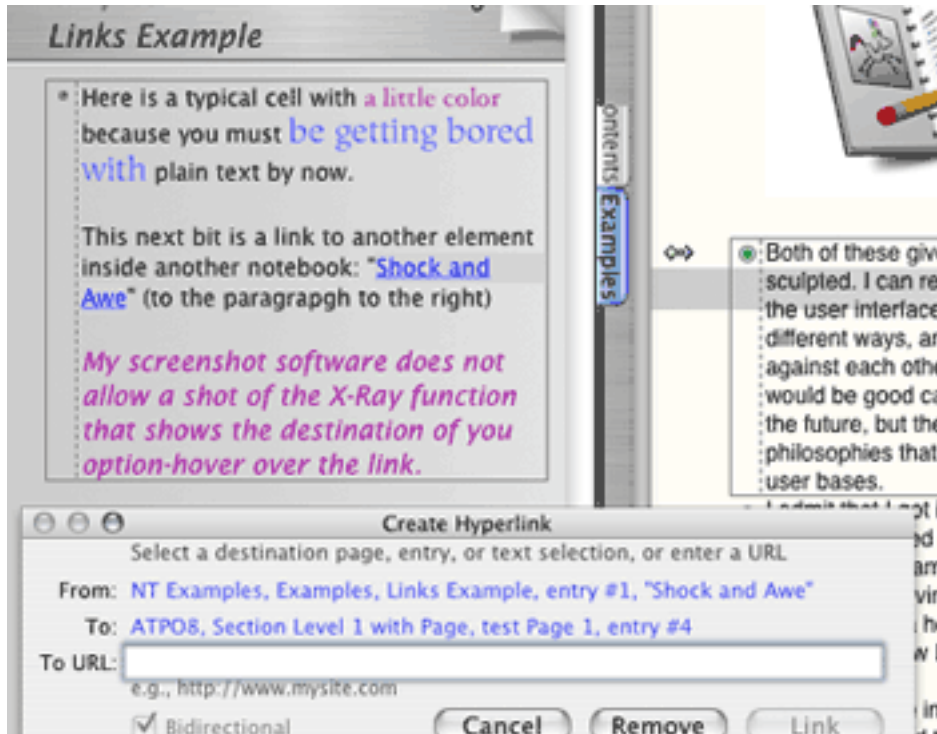 Links Example
Here is a typical cell with a little color
because you must be getting bored
with plain text by now.
This next bit is a link to another element
inside another notebook: "Shock and
Awe" (to the paragrapgh to the right)
My screenshot software does not
allow a shot of the X-Ray function
that shows the destination of you
option-hover over the link.
ontents
Examples
Both of these giv
sculpted. I can re
the user interface
different ways, ar
against each othe
would be good ca
the future, but the
philosophies that
user bases.
Create Hyperlink
Select a destination page, entry, or text selection, or enter a URL
From: NT Examples, Examples, Links Example, entry #1, "Shock and Awe"
To: ATPO8, Section Level 1 with Page, test Page 1, entry #4
To URL:
e.g., http://www.mysite.com
Bidirectional
Cancel
Remove
Link